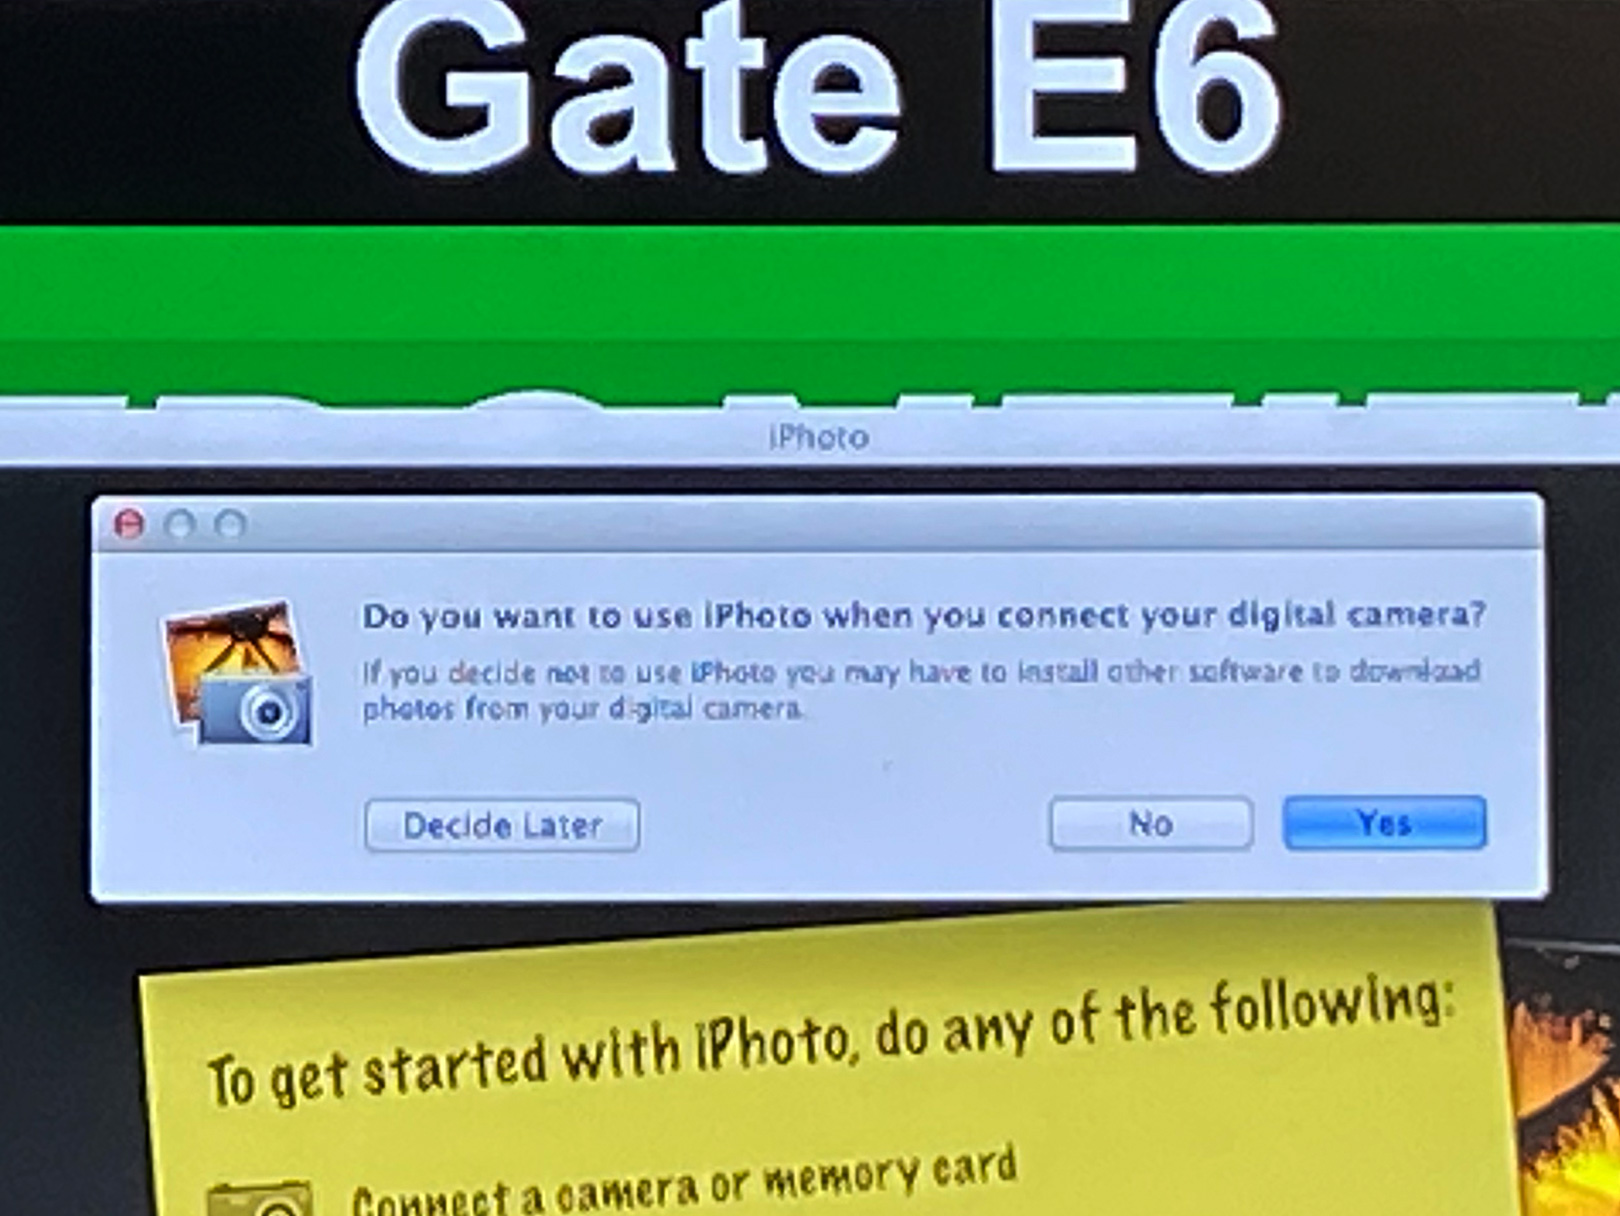 Gate E6
iPhoto
Do you want to use iPhoto when you connect your digital camera?
If you decide not to use iPhoto you may have to install other software to download
photos from your digital camera.
Decide Later
No
Yes
To get started with iPhoto, do any of the following:
Connect a camera or memory card